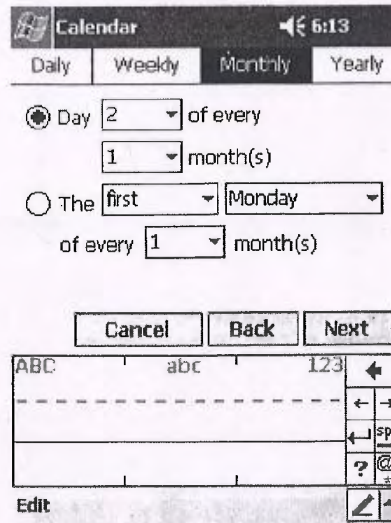 Calendar 6:13
Daily Weekly Monthly Yearly
Day 2 of every
1 month(s)
The first Monday
of every 1 month(s)
Cancel Back Next
ABC abc 123
sp
? @
*
Edit